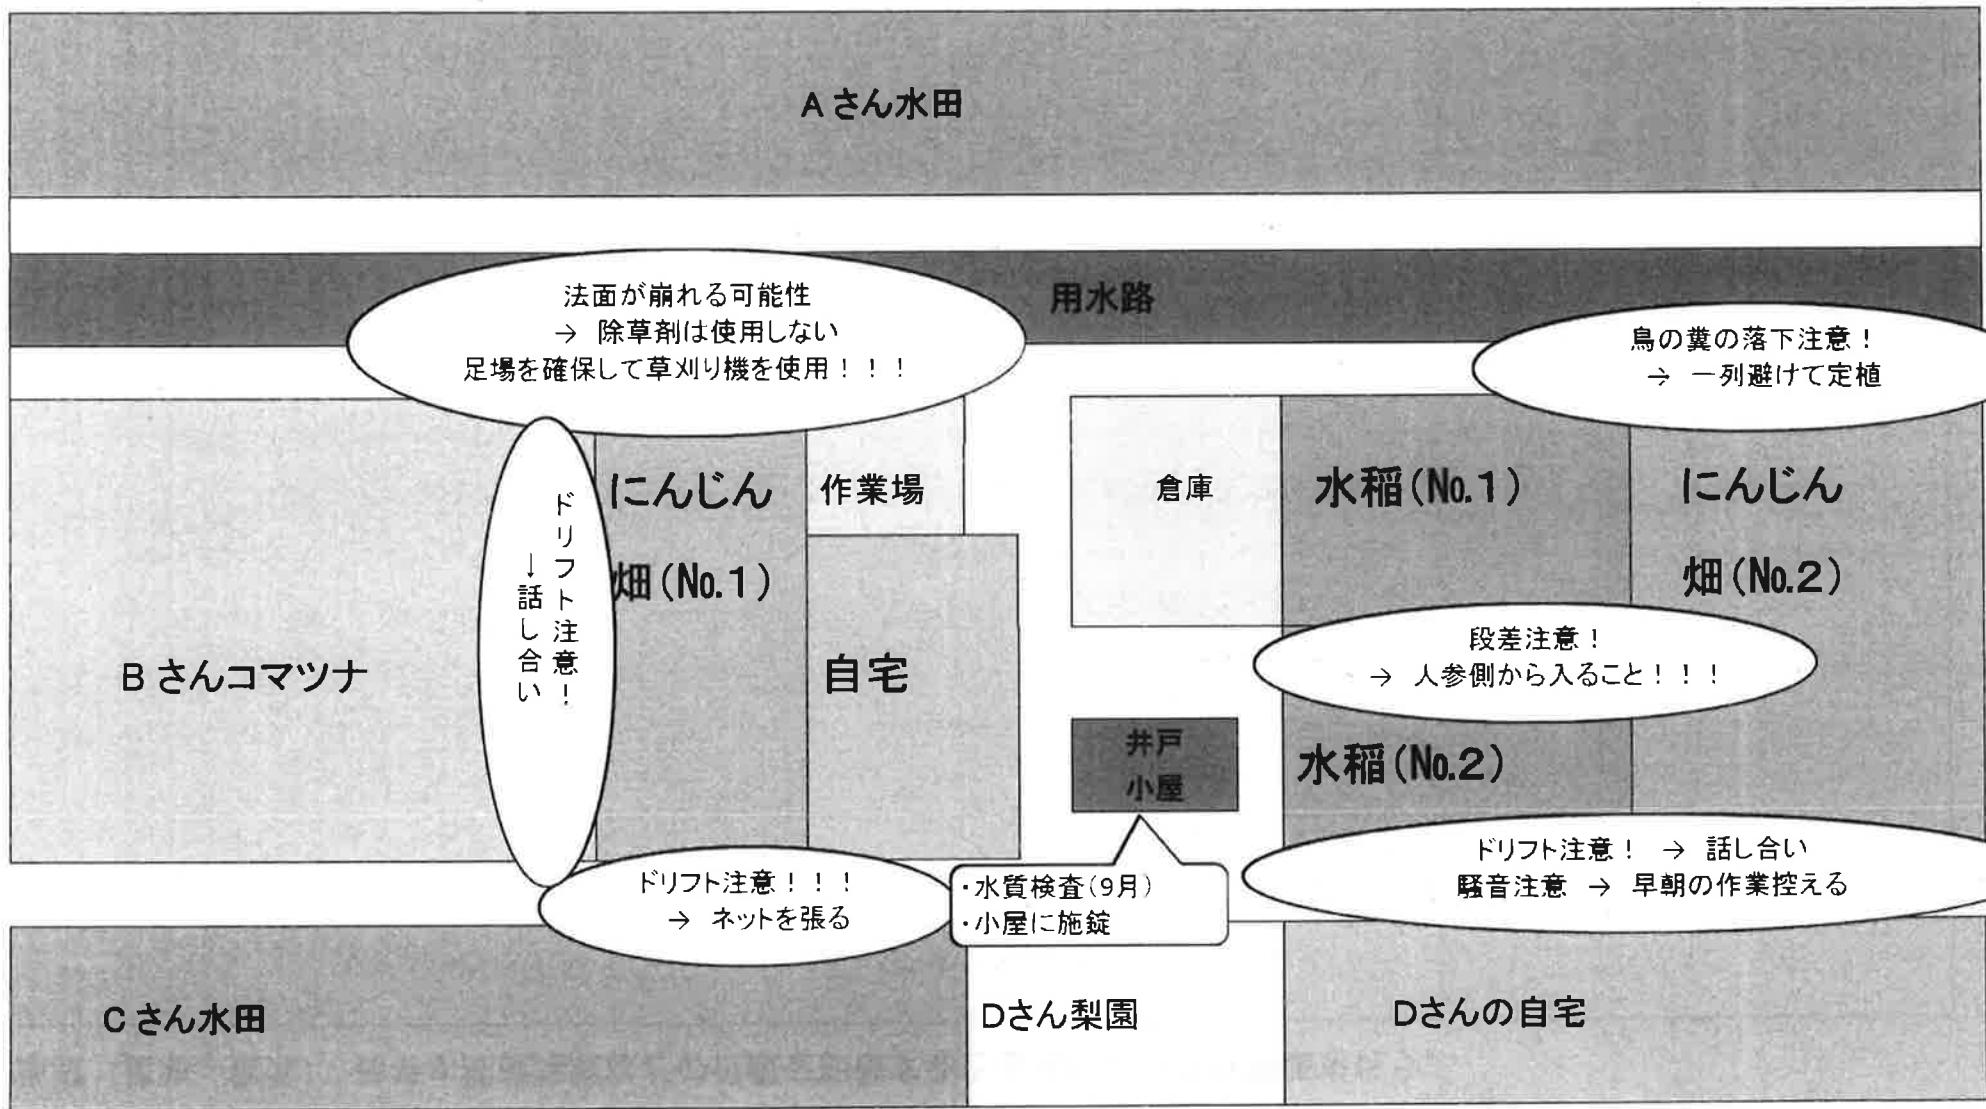 Aさん水田
用水路
法面が崩れる可能性
→ 除草剤は使用しない
足場を確保して草刈り機を使用！！！
鳥の糞の落下注意！
→ 一列避けて定植
ドリフト注意！
→話し合い
にんじん
畑（No.1）
作業場
自宅
Bさんコマツナ
倉庫
水稲（No.1）
にんじん
畑（No.2）
段差注意！
→ 人参側から入ること！！！
井戸
小屋
水稲（No.2）
ドリフト注意！！！
→ ネットを張る
・水質検査（9月）
・小屋に施錠
ドリフト注意！ → 話し合い
騒音注意 → 早朝の作業控える
Cさん水田
Dさん梨園
Dさんの自宅